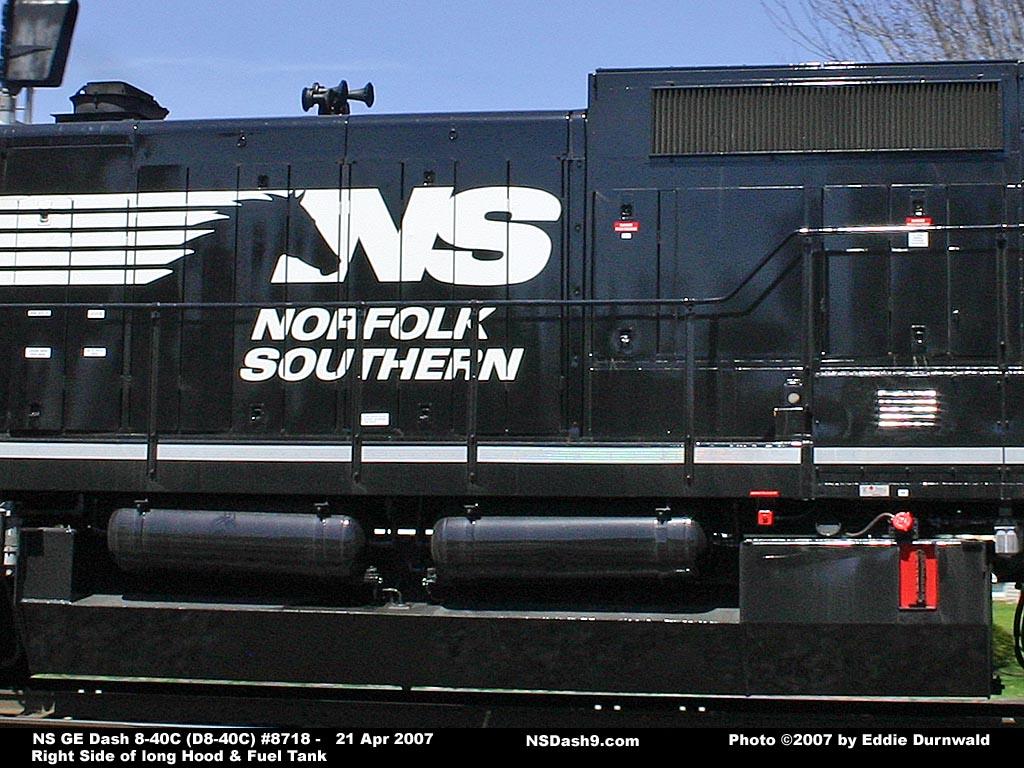 NS
NORFOLK
SOUTHERN
NS GE Dash 8-40C (D8-40C) #8718 - 21 Apr 2007
NSDash9.com
Photo ©2007 by Eddie Durnwald
Right Side of long Hood & Fuel Tank